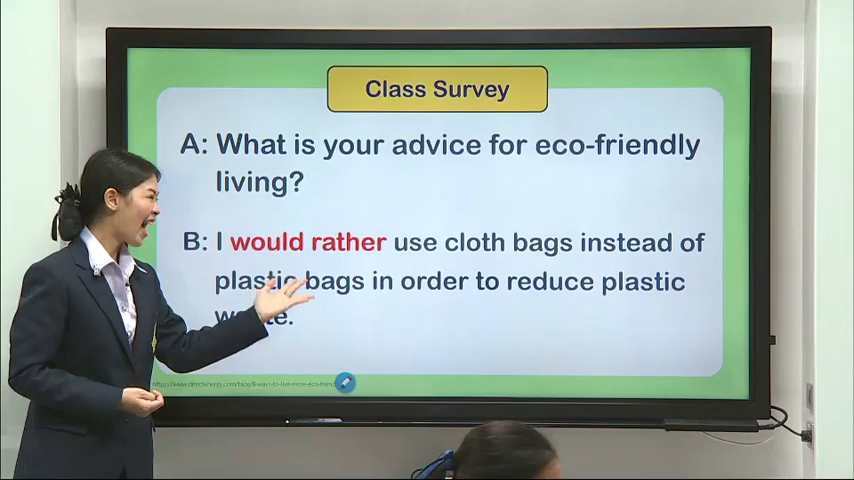 Class Survey
A: What is your advice for eco-friendly
living?
B: I would rather use cloth bags instead of
plastic bags in order to reduce plastic